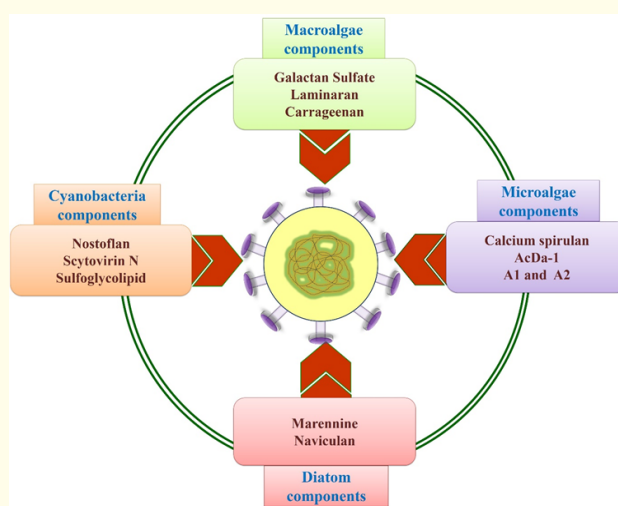 Macroalgae
components
Galactan Sulfate
Laminaran
Carrageenan
Cyanobacteria
components
Nostoflan
Scytovirin N
Sulfoglycolipid
Microalgae
components
Calcium spirulan
AcDa-1
A1 and A2
Marennine
Naviculan
Diatom
components